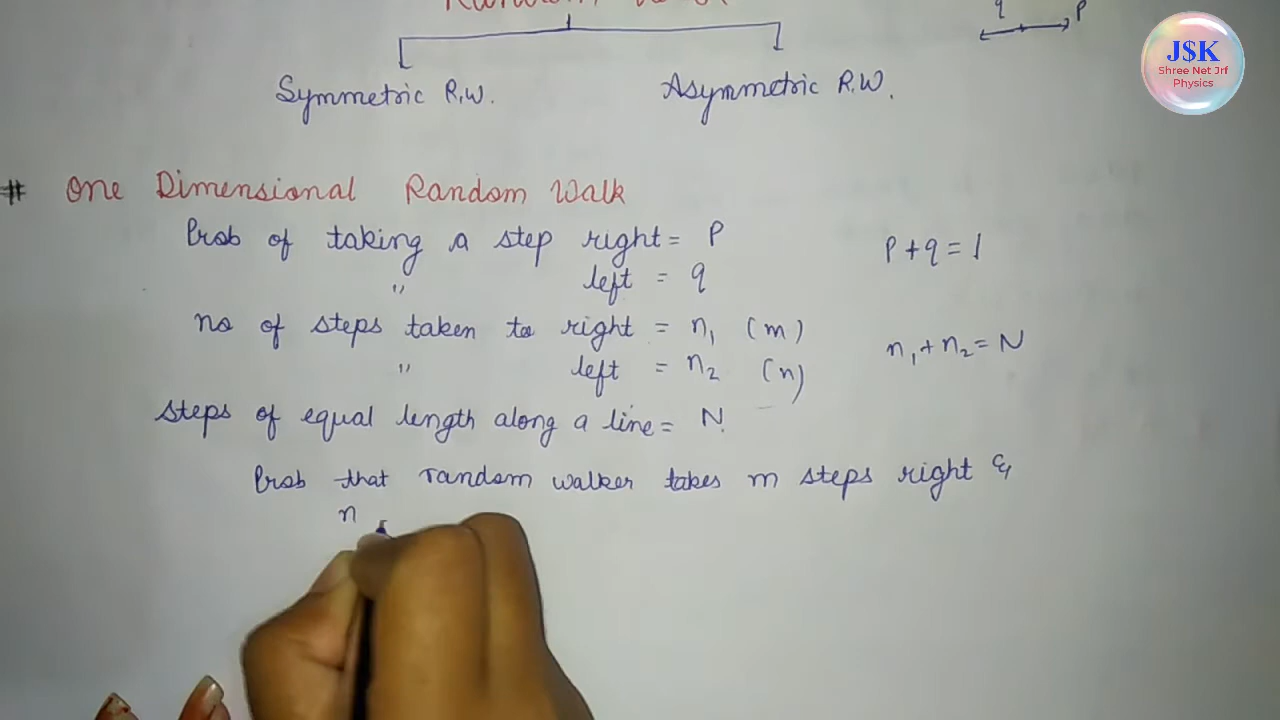 Random Walk
q P
J$K
Shree Net Jrf
Physics
Symmetric R.W.
Asymmetric R.W.
# One Dimensional Random Walk
Prob of taking a step right = P
P + q = 1
" left = q
no of steps taken to right = n₁ (m)
n₁ + n₂ = N
" left = n₂ (n)
Steps of equal length along a line = N.
Prob that random walker takes m steps right &
n